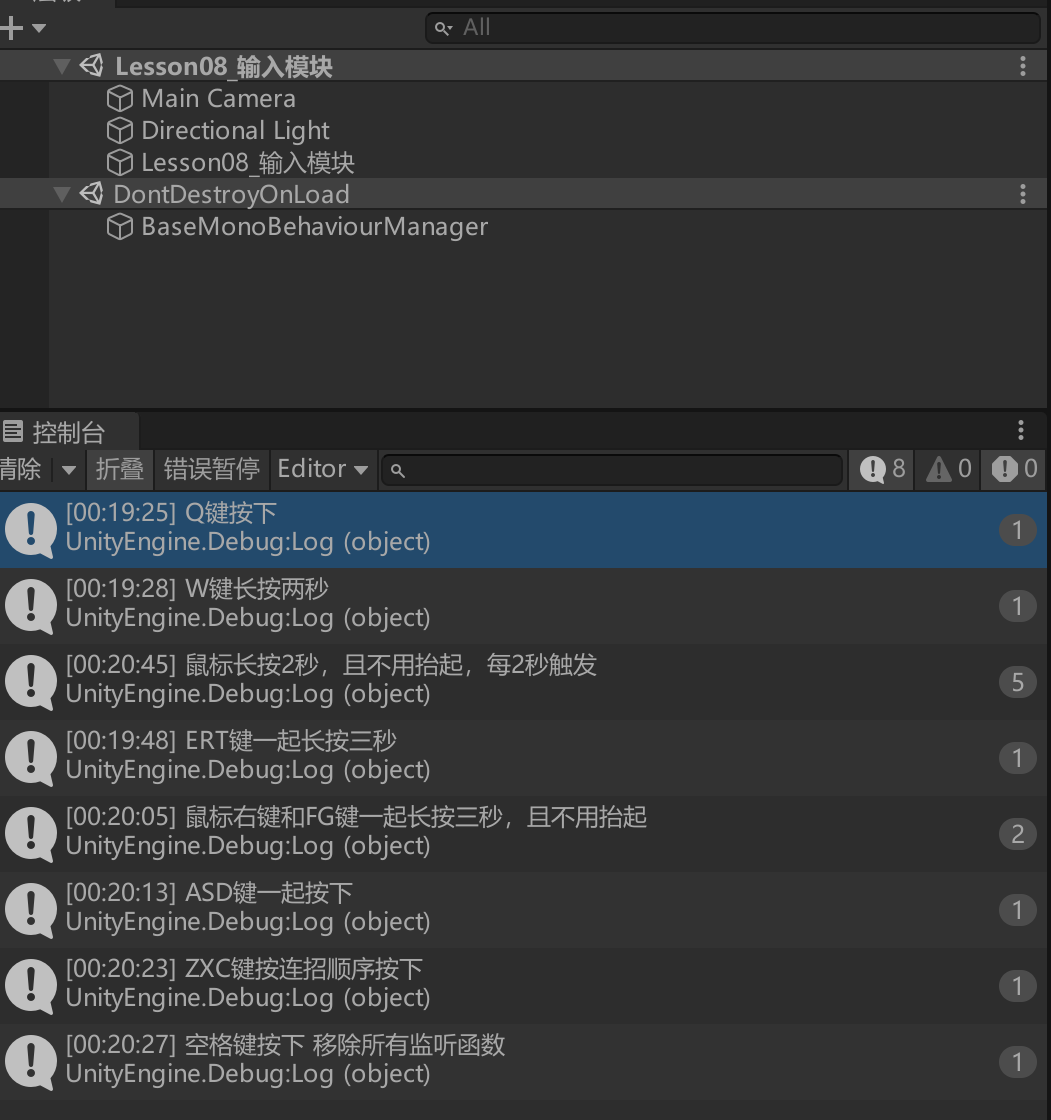 All
Lesson08_输入模块
Main Camera
Directional Light
Lesson08_输入模块
DontDestroyOnLoad
BaseMonoBehaviourManager
控制台
清除 折叠 错误暂停 Editor 8 0 0
[00:19:25] Q键按下
UnityEngine.Debug:Log (object)
1
[00:19:28] W键长按两秒
UnityEngine.Debug:Log (object)
1
[00:20:45] 鼠标长按2秒，且不用抬起，每2秒触发
UnityEngine.Debug:Log (object)
5
[00:19:48] ERT键一起长按三秒
UnityEngine.Debug:Log (object)
1
[00:20:05] 鼠标右键和FG键一起长按三秒，且不用抬起
UnityEngine.Debug:Log (object)
2
[00:20:13] ASD键一起按下
UnityEngine.Debug:Log (object)
1
[00:20:23] ZXC键按连招顺序按下
UnityEngine.Debug:Log (object)
1
[00:20:27] 空格键按下 移除所有监听函数
UnityEngine.Debug:Log (object)
1